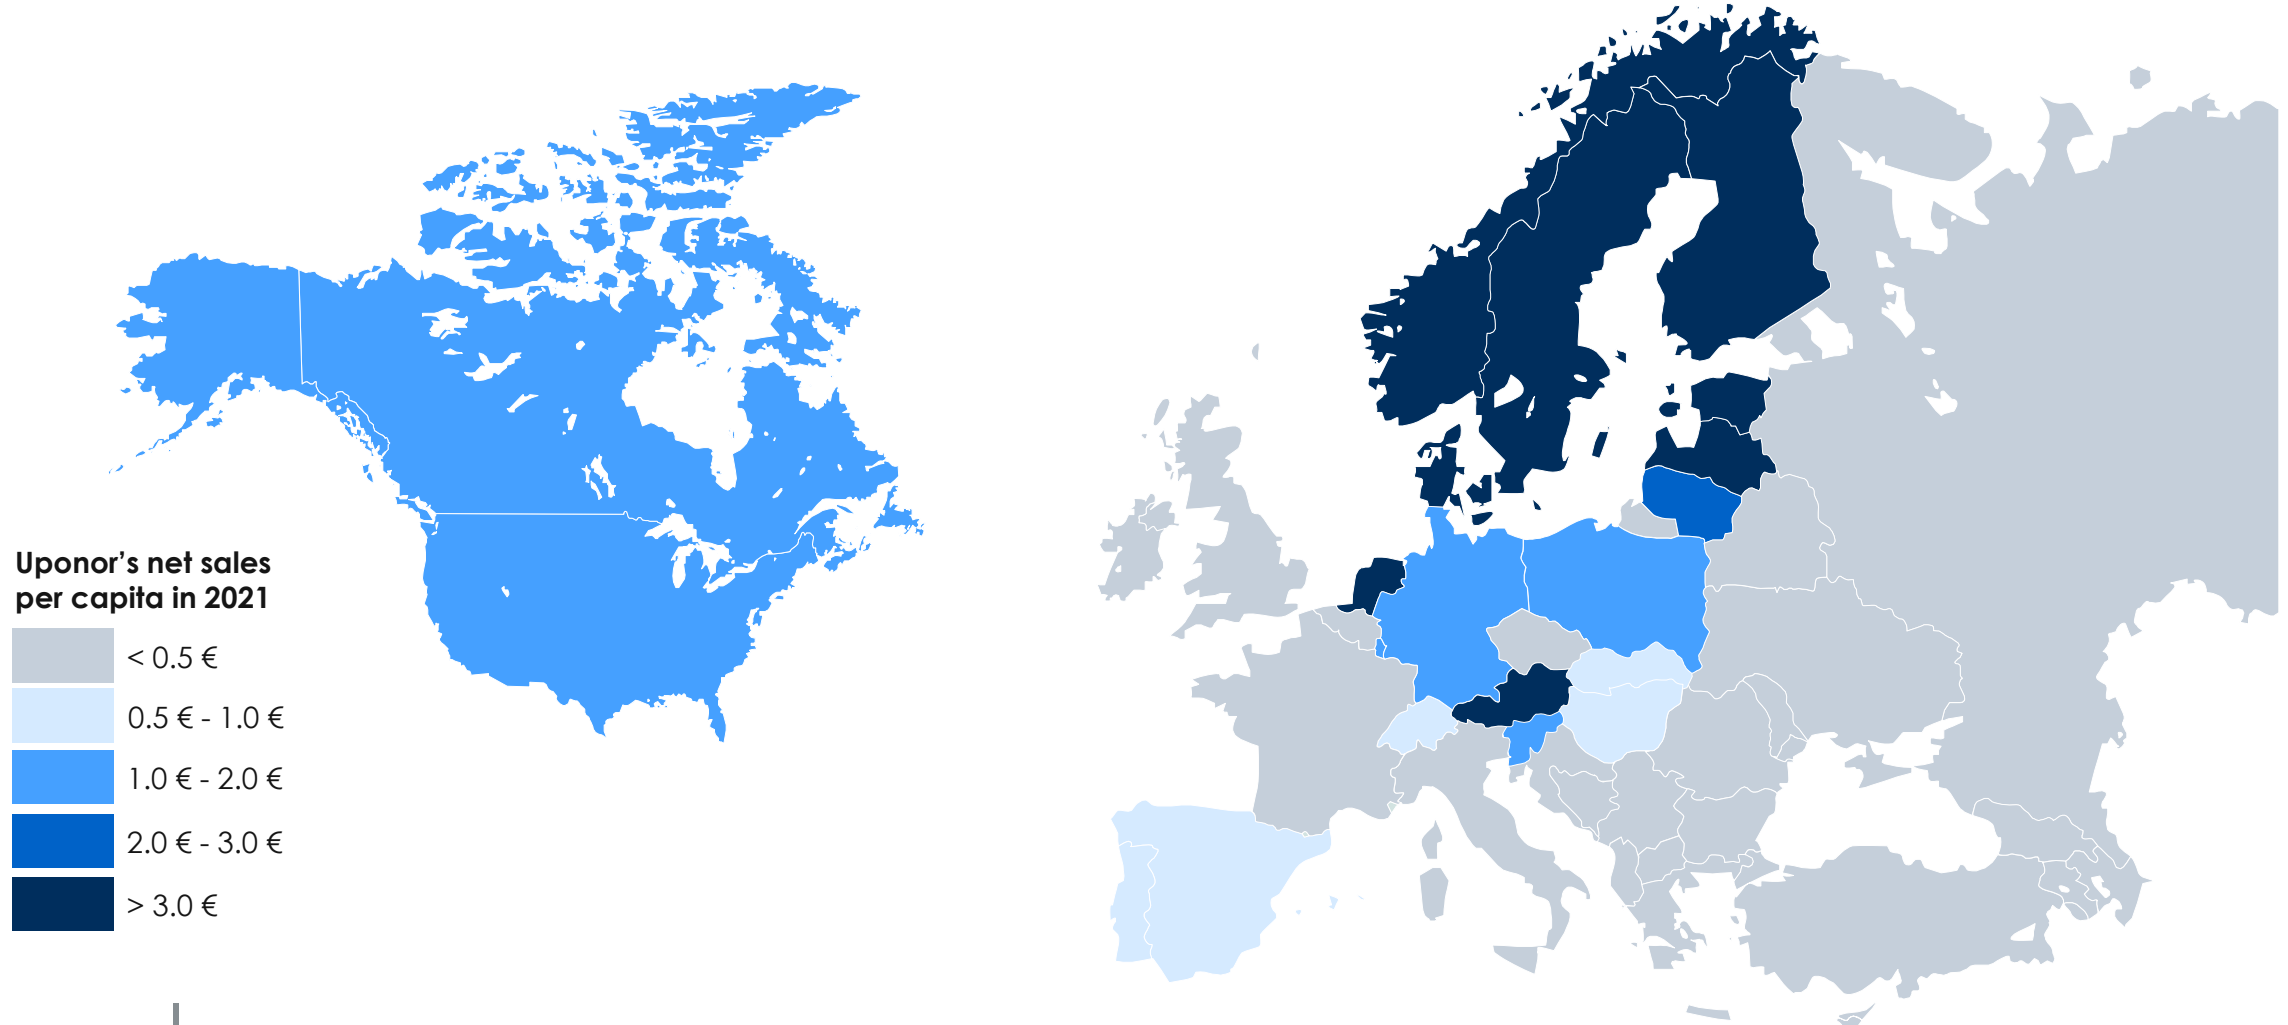 Uponor’s net sales
per capita in 2021
< 0.5 €
0.5 € - 1.0 €
1.0 € - 2.0 €
2.0 € - 3.0 €
> 3.0 €